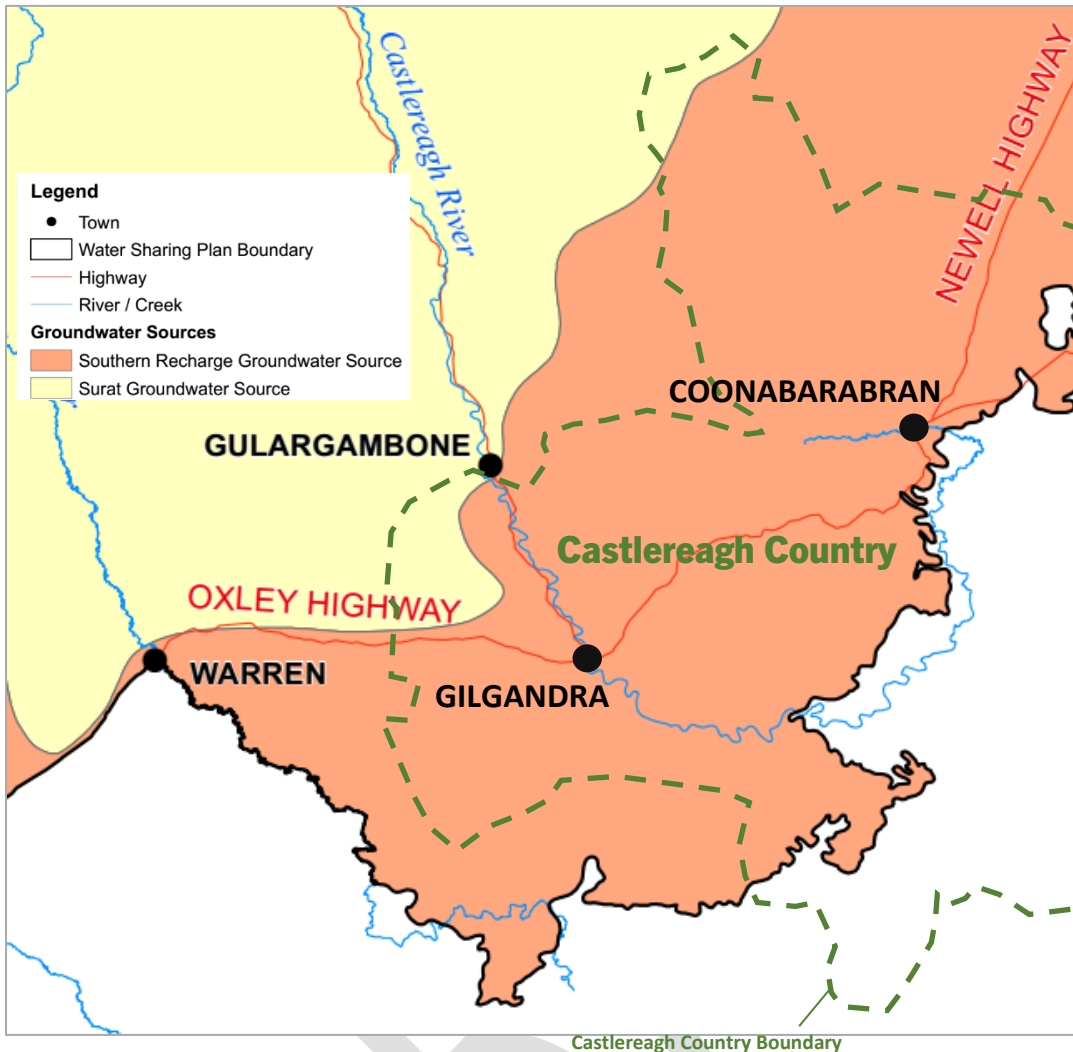 Castlereagh River
NEWELL HIGHWAY
Legend
Town
Water Sharing Plan Boundary
Highway
River / Creek
Groundwater Sources
Southern Recharge Groundwater Source
Surat Groundwater Source
COONABARABRAN
GULARGAMBONE
Castlereagh Country
OXLEY HIGHWAY
WARREN
GILGANDRA
Castlereagh Country Boundary